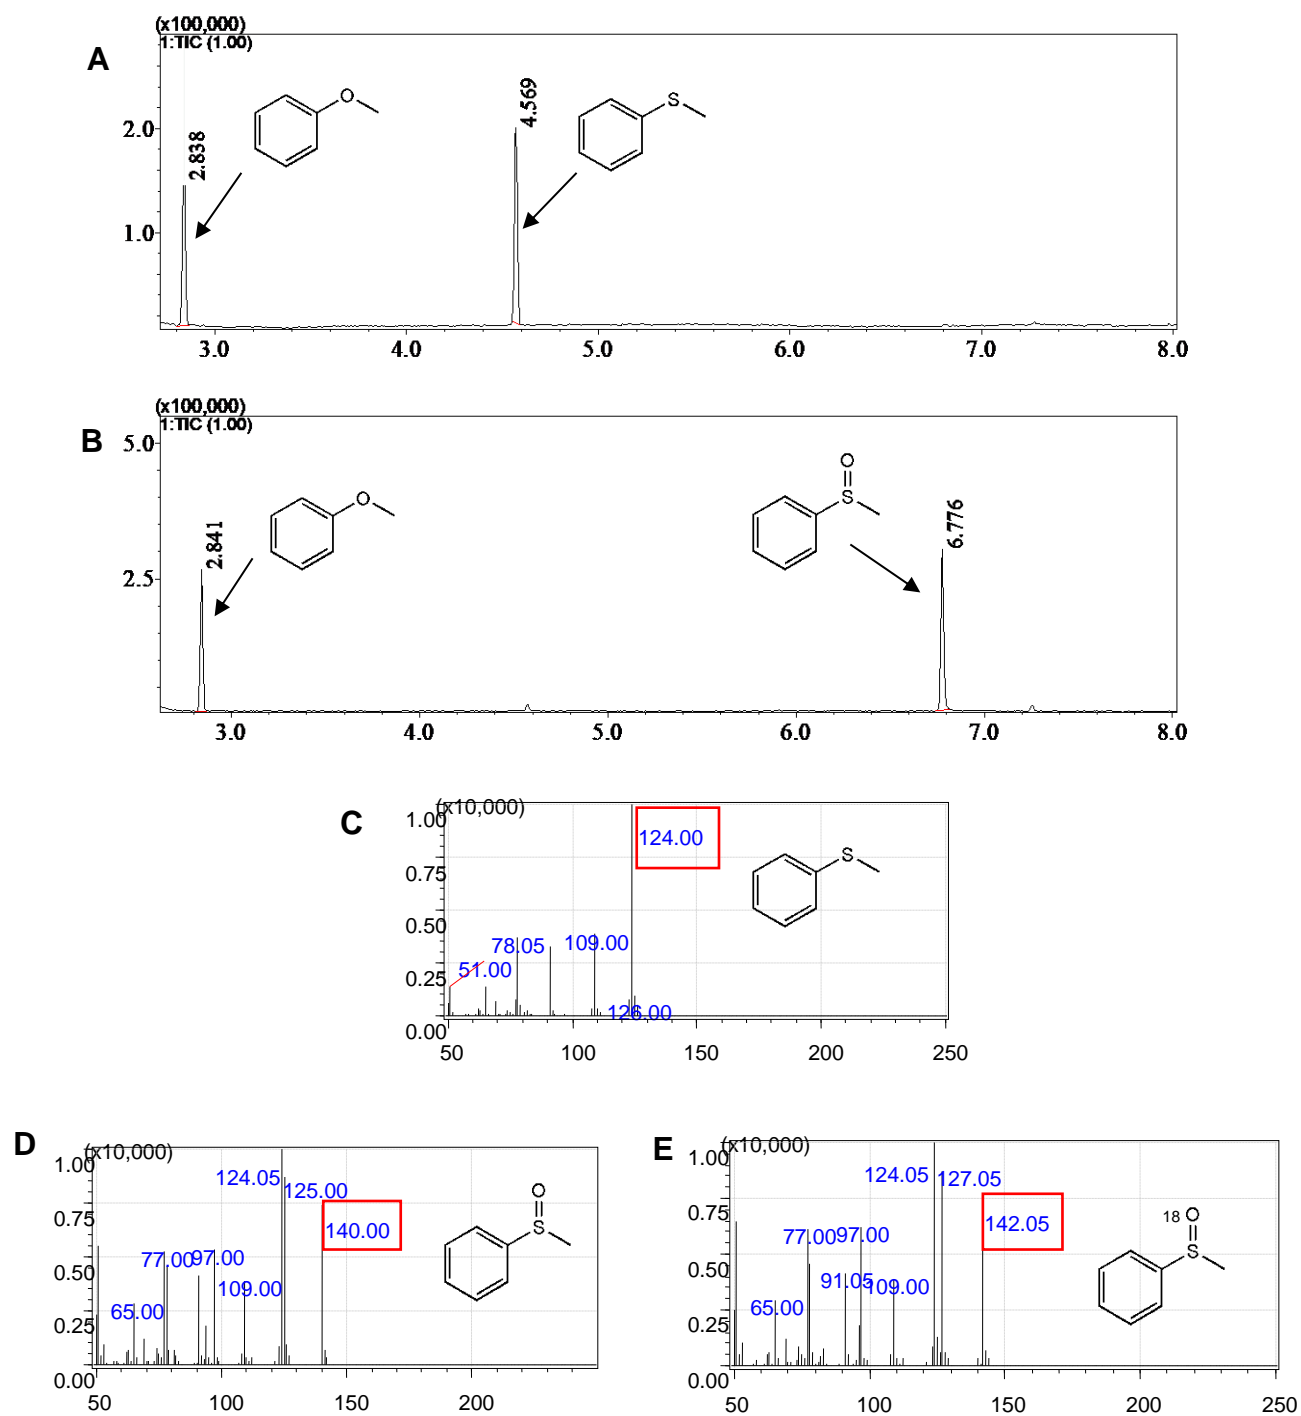 (x100,000)
1:TIC (1.00)
A
2.838
O
4.569
S
2.0
1.0
3.0 4.0 5.0 6.0 7.0 8.0
(x100,000)
1:TIC (1.00)
B
5.0
2.5
2.841
O
O
S
6.776
3.0 4.0 5.0 6.0 7.0 8.0
C
(x10,000)
1.00
0.75
0.50
0.25
0.00
124.00
S
78.05
109.00
51.00
126.00
50 100 150 200 250
D
(x10,000)
1.00
0.75
0.50
0.25
0.00
124.05
125.00
140.00
O
S
77.00
97.00
109.00
65.00
50 100 150 200
E
(x10,000)
1.00
0.75
0.50
0.25
0.00
124.05
127.05
142.05
18 O
S
77.00
97.00
91.05
109.00
65.00
50 100 150 200 250